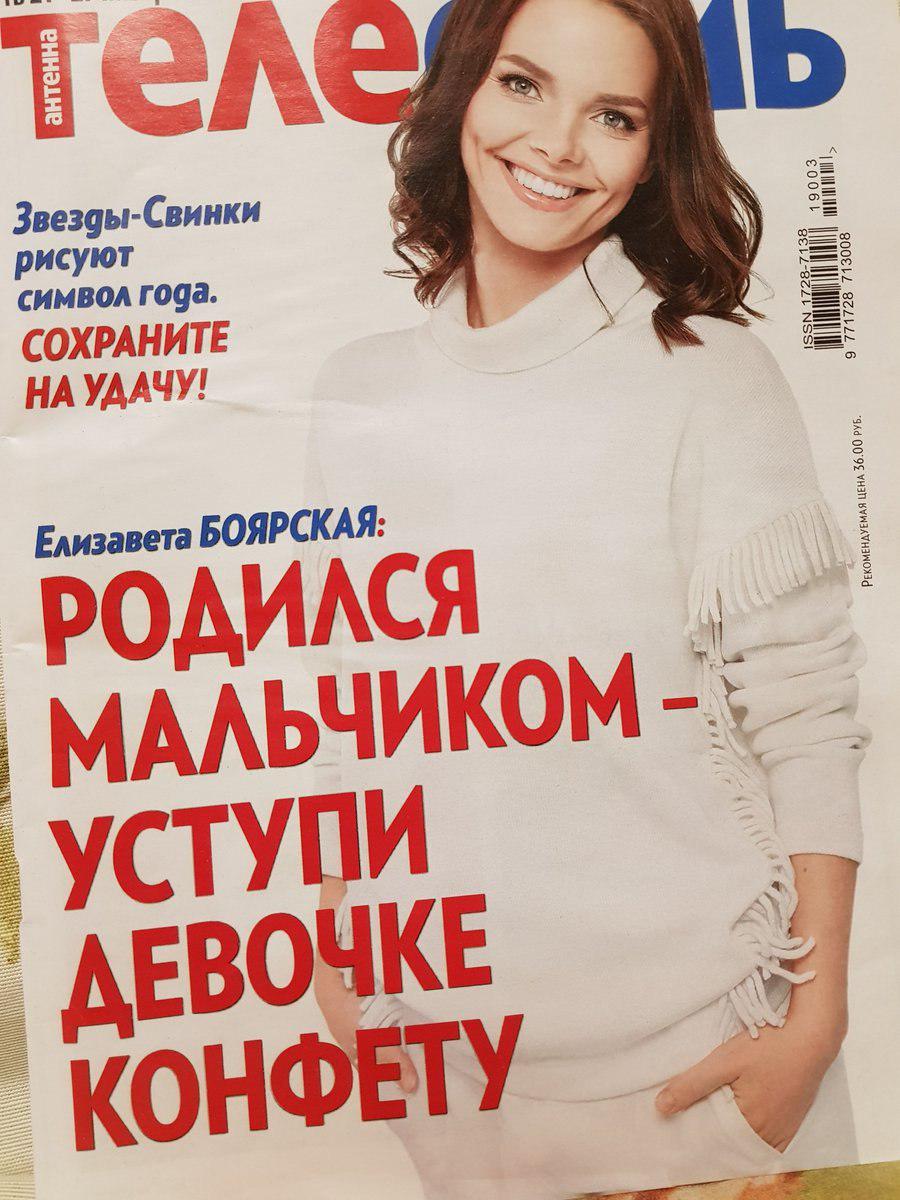 антенна
Теле
Звезды-Свинки
рисуют
символ года.
СОХРАНИТЕ
НА УДАЧУ!
ISSN 1728-7138
19003
9 771728 713008
Рекомендуемая цена 36.00 руб.
Елизавета БОЯРСКАЯ:
РОДИЛСЯ
МАЛЬЧИКОМ –
УСТУПИ
ДЕВОЧКЕ
КОНФЕТУ